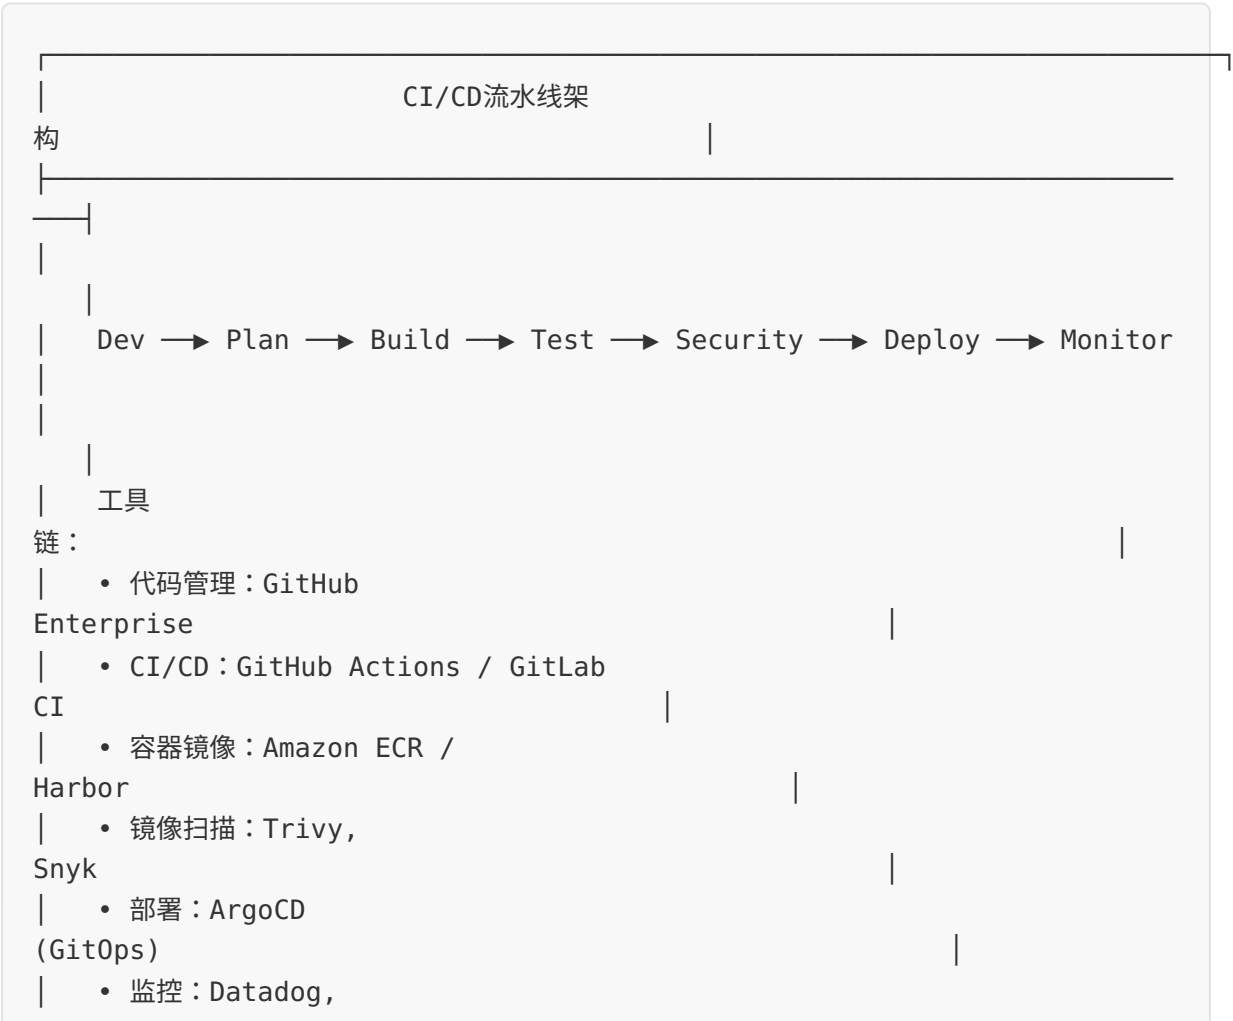 CI/CD流水线架
构
Dev ──▶ Plan ──▶ Build ──▶ Test ──▶ Security ──▶ Deploy ──▶ Monitor
工具
链：
• 代码管理：GitHub
Enterprise
• CI/CD：GitHub Actions / GitLab
CI
• 容器镜像：Amazon ECR /
Harbor
• 镜像扫描：Trivy,
Snyk
• 部署：ArgoCD
(GitOps)
• 监控：Datadog,